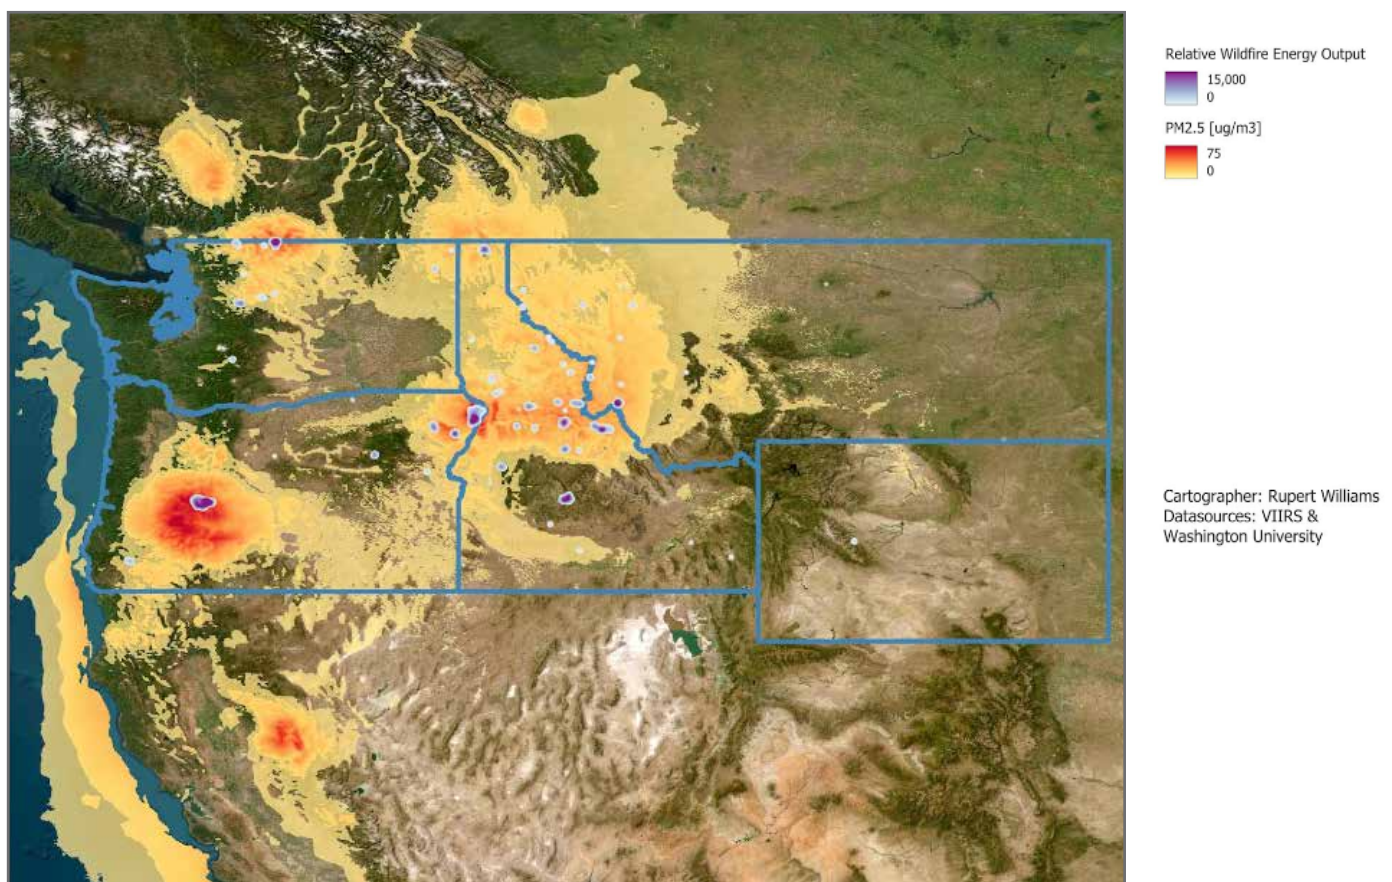 Relative Wildfire Energy Output
15,000
0
PM2.5 [ug/m3]
75
0
Cartographer: Rupert Williams
Datasources: VIIRS &
Washington University